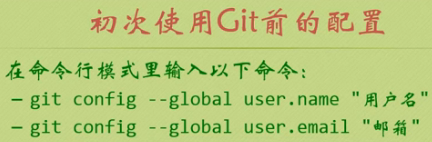 初次使用Git前的配置
在命令行模式里输入以下命令:
– git config --global user.name "用户名"
– git config --global user.email "邮箱"